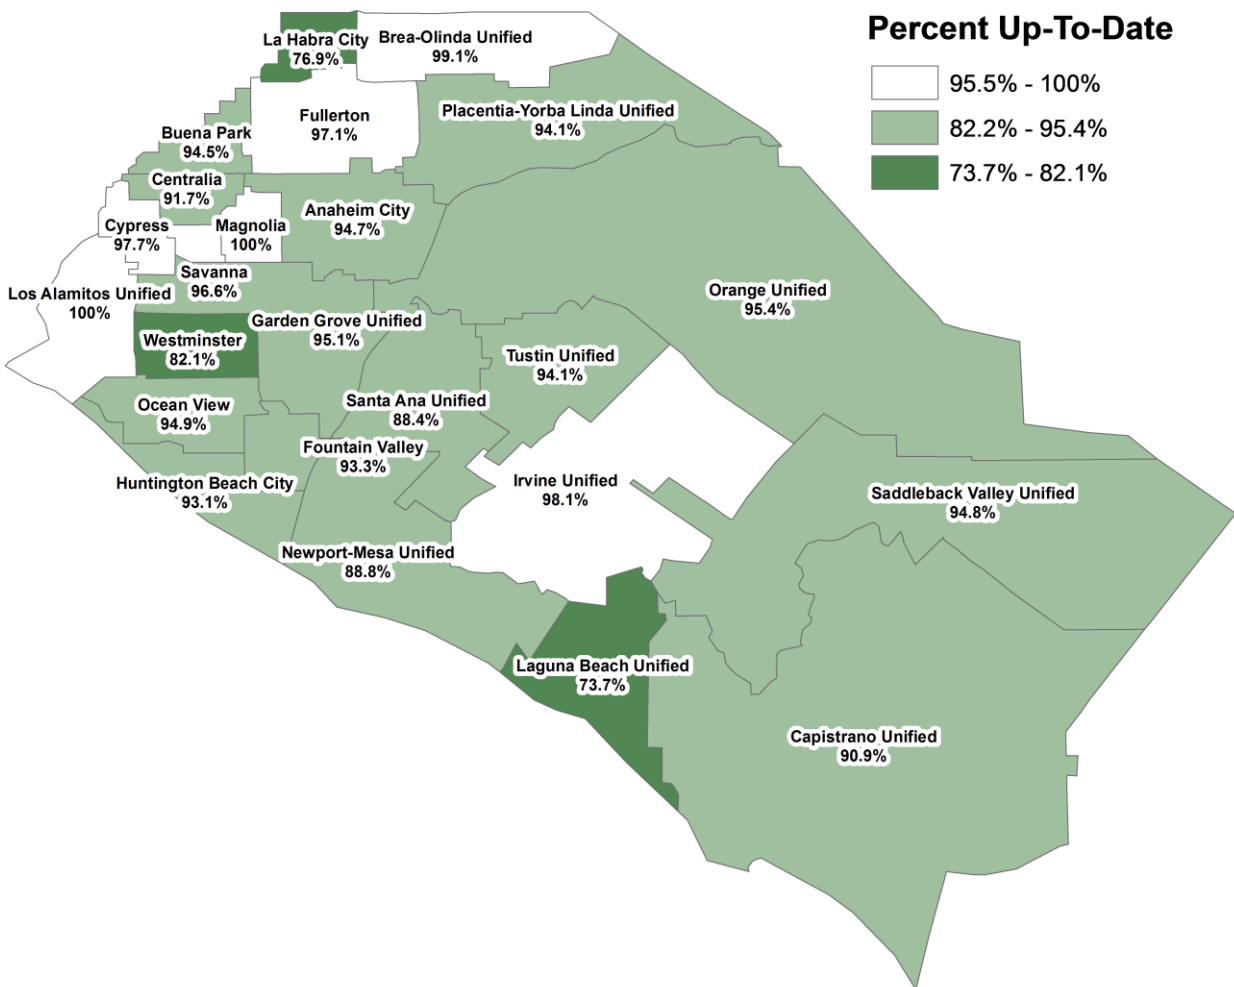 Percent Up-To-Date
95.5% - 100%
82.2% - 95.4%
73.7% - 82.1%
La Habra City
76.9%
Brea-Olinda Unified
99.1%
Fullerton
97.1%
Placentia-Yorba Linda Unified
94.1%
Buena Park
94.5%
Centralia
91.7%
Cypress
97.7%
Magnolia
100%
Anaheim City
94.7%
Savanna
96.6%
Los Alamitos Unified
100%
Orange Unified
95.4%
Garden Grove Unified
95.1%
Westminster
82.1%
Tustin Unified
94.1%
Ocean View
94.9%
Santa Ana Unified
88.4%
Fountain Valley
93.3%
Huntington Beach City
93.1%
Irvine Unified
98.1%
Saddleback Valley Unified
94.8%
Newport-Mesa Unified
88.8%
Laguna Beach Unified
73.7%
Capistrano Unified
90.9%